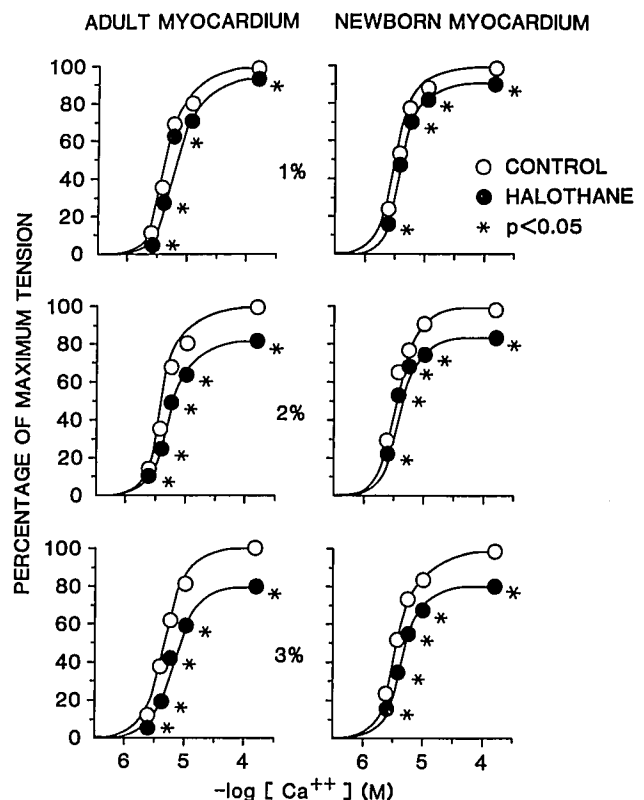 ADULT MYOCARDIUM NEWBORN MYOCARDIUM
PERCENTAGE OF MAXIMUM TENSION
100
80
60
40
20
0
1%
○ CONTROL
● HALOTHANE
* p<0.05
* * * *
* * * *
100
80
60
40
20
0
2%
* * * * *
* * * * *
100
80
60
40
20
0
3%
* * * * *
* * * * *
6 5 4 6 5 4
-log [ Ca++ ] (M)